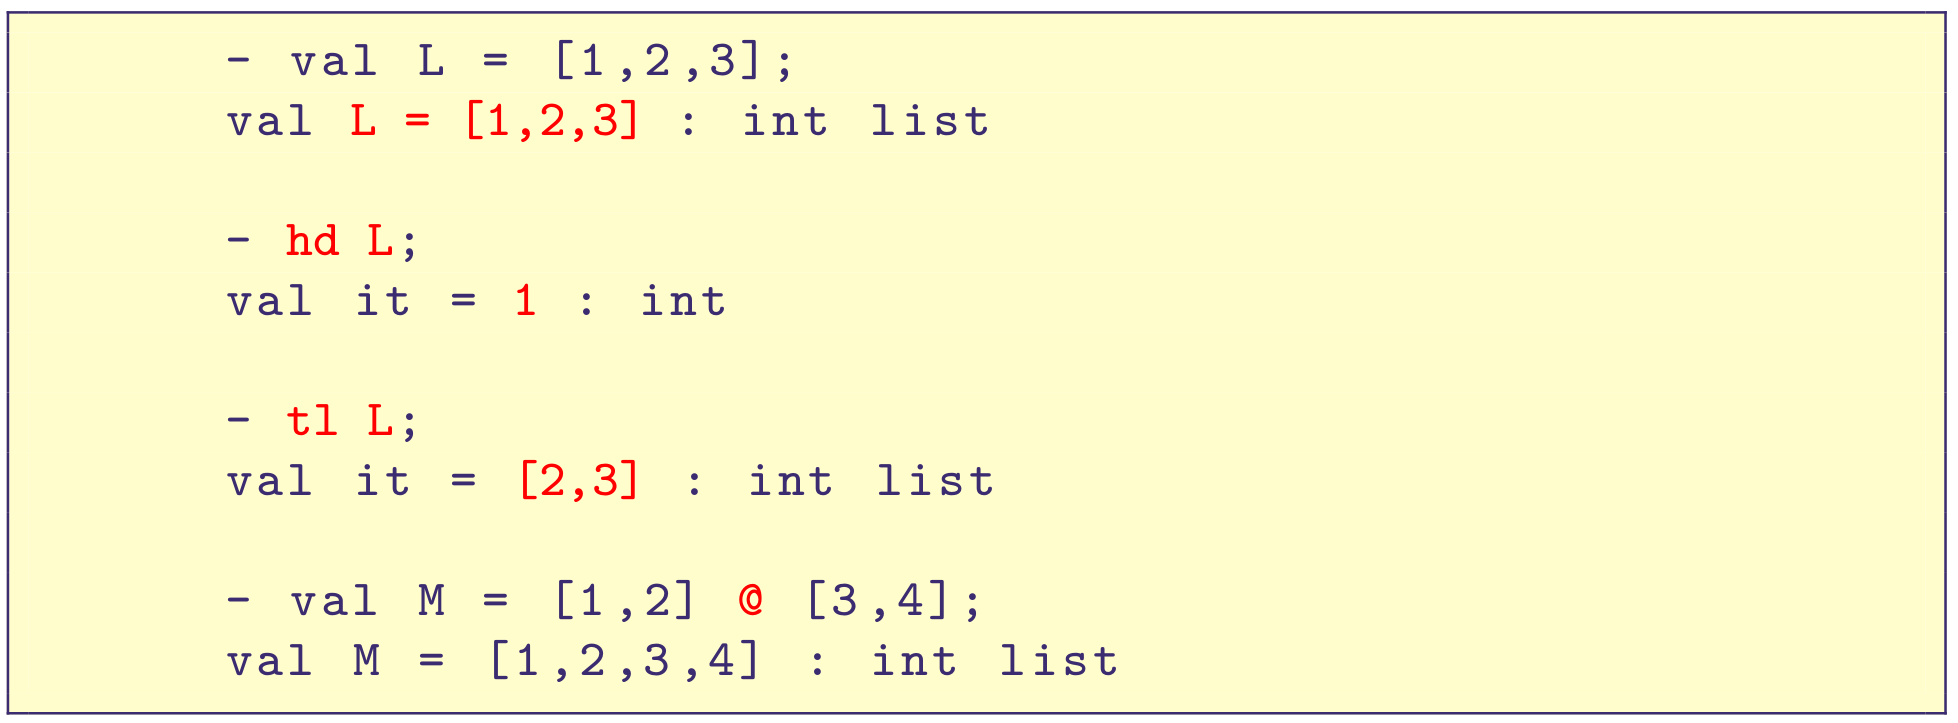 - val L = [1,2,3];
val L = [1,2,3] : int list
- hd L;
val it = 1 : int
- tl L;
val it = [2,3] : int list
- val M = [1,2] @ [3,4];
val M = [1,2,3,4] : int list